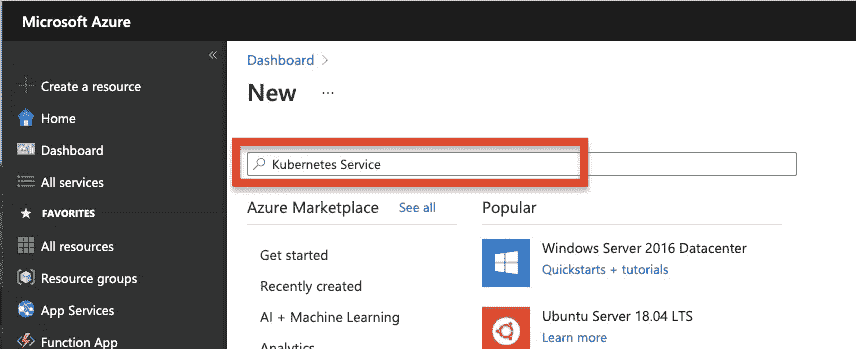 Microsoft Azure
«
Create a resource
Home
Dashboard
All services
FAVORITES
All resources
Resource groups
App Services
Function App
Dashboard >
New ...
Kubernetes Service
Azure Marketplace See all
Get started
Recently created
AI + Machine Learning
Analytics
Popular
Windows Server 2016 Datacenter
Quickstarts + tutorials
Ubuntu Server 18.04 LTS
Learn more